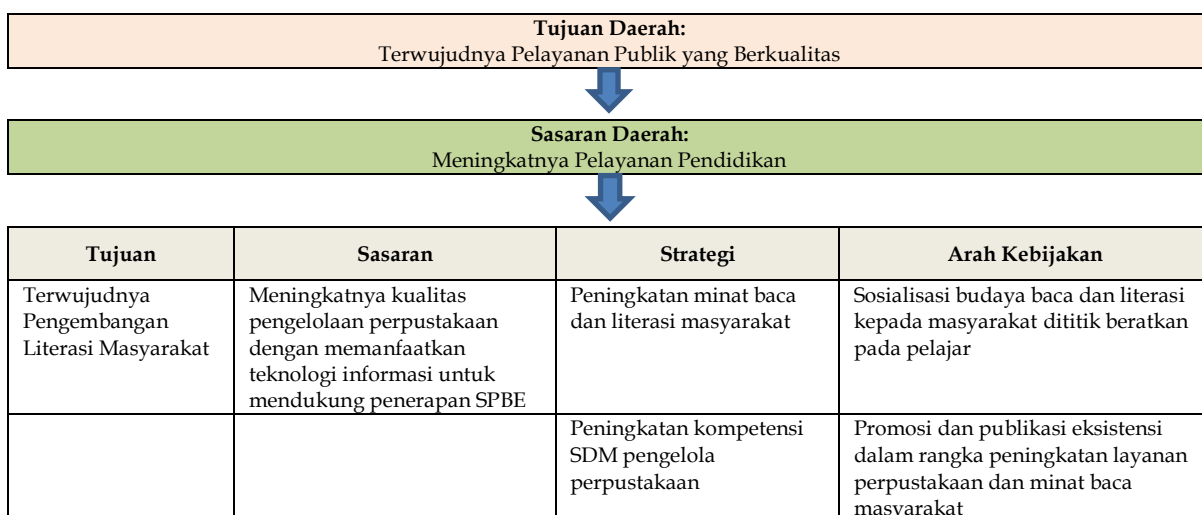 Tujuan Daerah:
Terwujudnya Pelayanan Publik yang Berkualitas
Sasaran Daerah:
Meningkatnya Pelayanan Pendidikan
Tujuan
Sasaran
Strategi
Arah Kebijakan
Terwujudnya
Pengembangan
Literasi Masyarakat
Meningkatnya kualitas
pengelolaan perpustakaan
dengan memanfaatkan
teknologi informasi untuk
mendukung penerapan SPBE
Peningkatan minat baca
dan literasi masyarakat
Sosialisasi budaya baca dan literasi
kepada masyarakat dititik beratkan
pada pelajar
Peningkatan kompetensi
SDM pengelola
perpustakaan
Promosi dan publikasi eksistensi
dalam rangka peningkatan layanan
perpustakaan dan minat baca
masyarakat